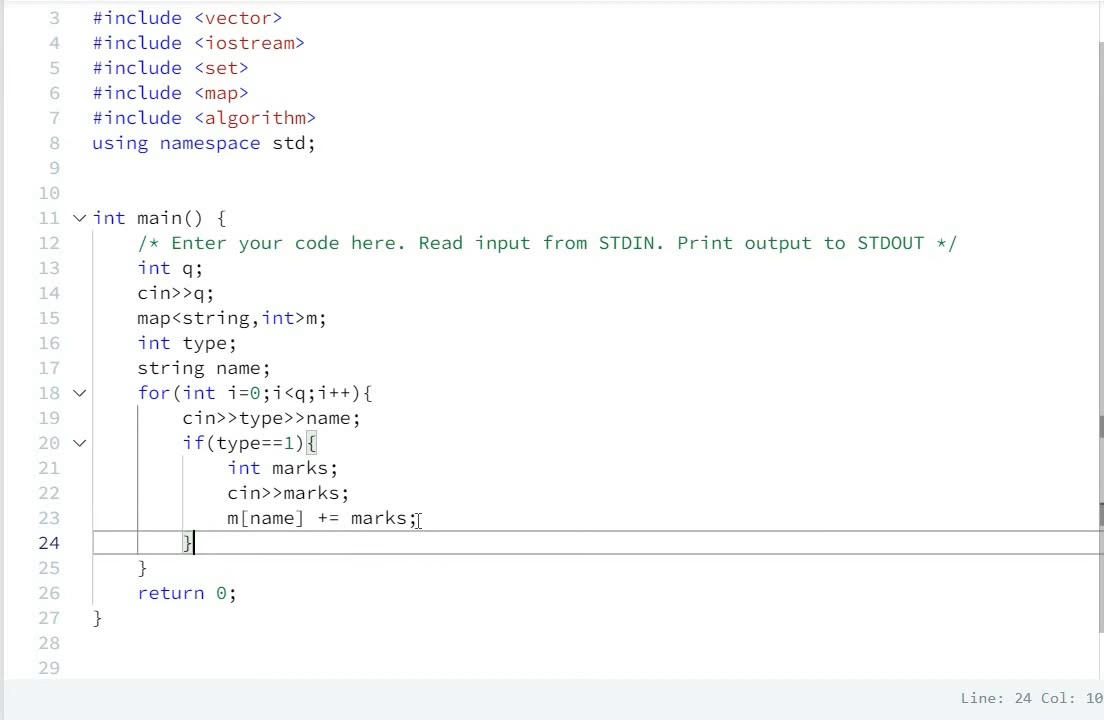 3 #include <vector>
4 #include <iostream>
5 #include <set>
6 #include <map>
7 #include <algorithm>
8 using namespace std;
9
10
11 int main() {
12 /* Enter your code here. Read input from STDIN. Print output to STDOUT */
13 int q;
14 cin>>q;
15 map<string,int>m;
16 int type;
17 string name;
18 for(int i=0;i<q;i++){
19 cin>>type>>name;
20 if(type==1){
21 int marks;
22 cin>>marks;
23 m[name] += marks;
24 }
25 }
26 return 0;
27 }
28
29
Line: 24 Col: 10